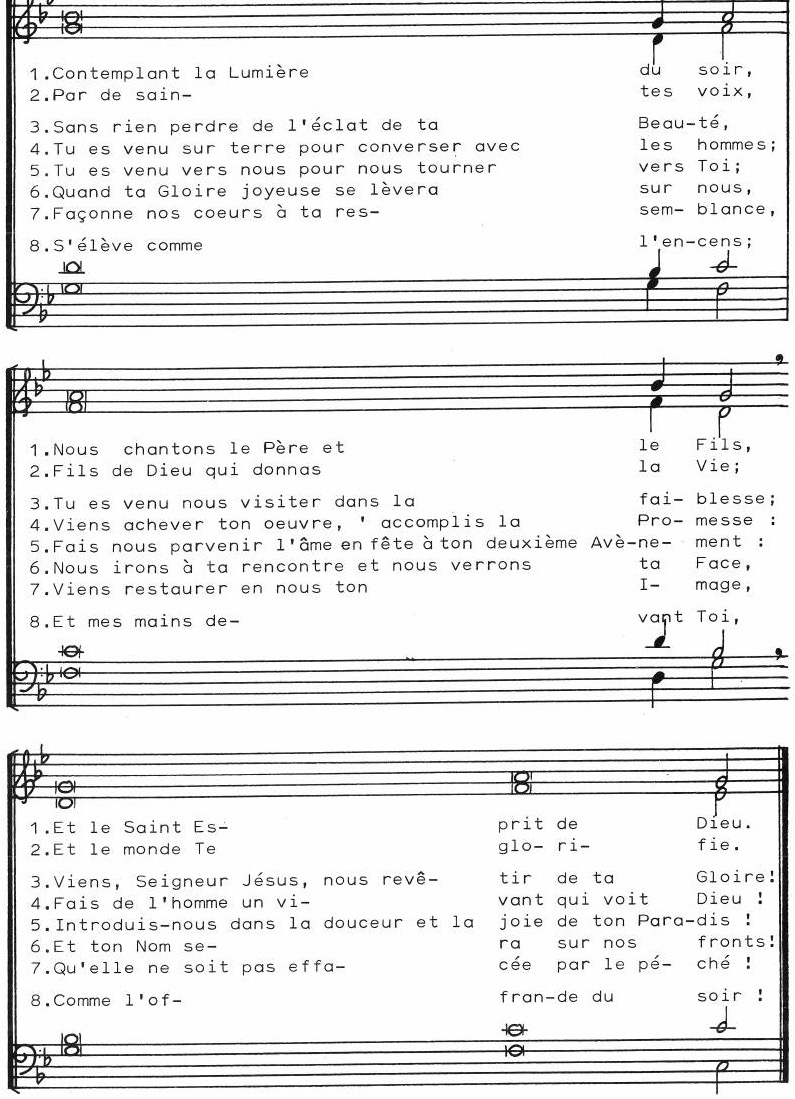 1.Contemplant la Lumière du soir,
2.Par de sain- tes voix,
3.Sans rien perdre de l'éclat de ta Beau-té,
4.Tu es venu sur terre pour converser avec les hommes;
5.Tu es venu vers nous pour nous tourner vers Toi;
6.Quand ta Gloire joyeuse se lèvera sur nous,
7.Façonne nos coeurs à ta res- sem- blance,
8.S'élève comme l'en-cens;
1.Nous chantons le Père et le Fils,
2.Fils de Dieu qui donnas la Vie;
3.Tu es venu nous visiter dans la fai- blesse;
4.Viens achever ton oeuvre, ' accomplis la Pro- messe :
5.Fais nous parvenir l'âme en fête à ton deuxième Avè-ne- ment :
6.Nous irons à ta rencontre et nous verrons ta Face,
7.Viens restaurer en nous ton I- mage,
8.Et mes mains de- vant Toi,
1.Et le Saint Es- prit de Dieu.
2.Et le monde Te glo- ri- fie.
3.Viens, Seigneur Jésus, nous revê- tir de ta Gloire!
4.Fais de l'homme un vi- vant qui voit Dieu !
5.Introduis-nous dans la douceur et la joie de ton Para-dis !
6.Et ton Nom se- ra sur nos fronts!
7.Qu'elle ne soit pas effa- cée par le pé- ché !
8.Comme l'of- fran-de du soir !